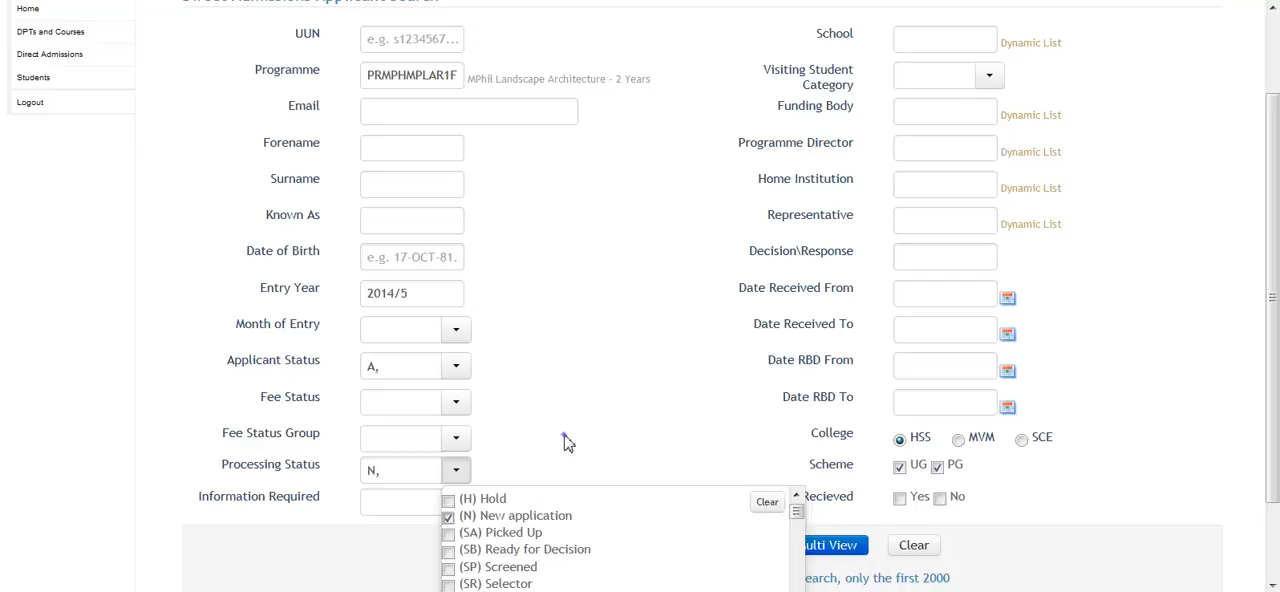 Home
DPTs and Courses
Direct Admissions
Students
Logout
UUN
e.g. s1234567...
Programme
PRMPHMPLAR1F
MPhil Landscape Architecture - 2 Years
Email
Forename
Surname
Known As
Date of Birth
e.g. 17-OCT-81.
Entry Year
2014/5
Month of Entry
Applicant Status
A,
Fee Status
Fee Status Group
Processing Status
N,
Information Required
(H) Hold
(N) New application
(SA) Picked Up
(SB) Ready for Decision
(SP) Screened
(SR) Selector
Clear
School
Dynamic List
Visiting Student
Category
Funding Body
Dynamic List
Programme Director
Dynamic List
Home Institution
Dynamic List
Representative
Dynamic List
Decision\Response
Date Received From
Date Received To
Date RBD From
Date RBD To
College
HSS
MVM
SCE
Scheme
UG
PG
Recieved
Yes
No
View
Clear
only the first 2000